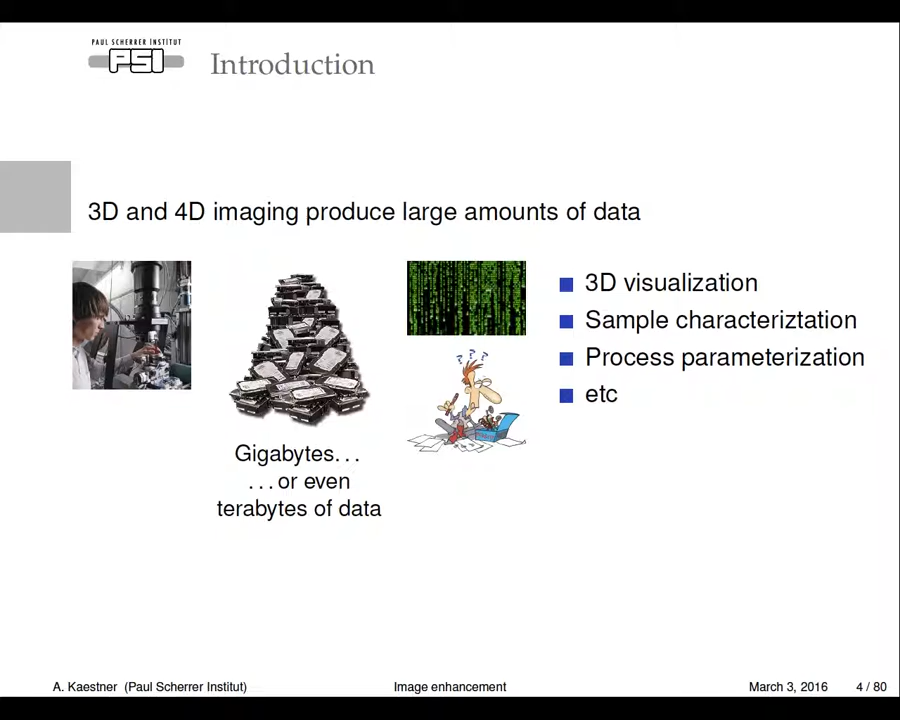 PAUL SCHERRER INSTITUT
PSI
Introduction
3D and 4D imaging produce large amounts of data
Gigabytes...
...or even
terabytes of data
3D visualization
Sample characteriztation
Process parameterization
etc
A. Kaestner (Paul Scherrer Institut)
Image enhancement
March 3, 2016
4 / 80